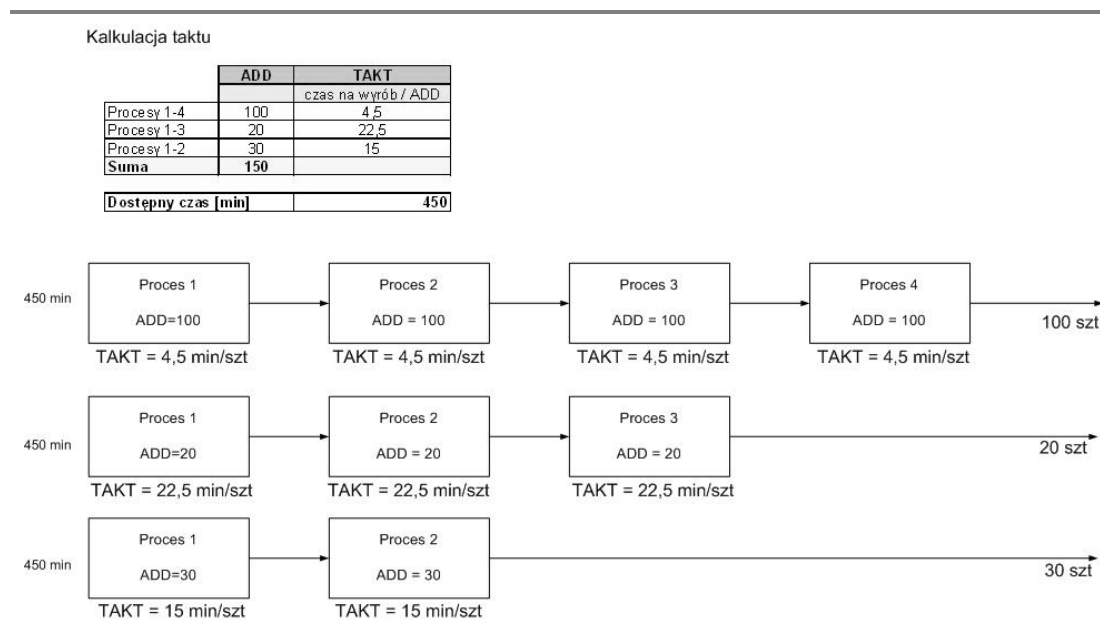 Kalkulacja taktu
ADD TAKT
czas na wyrób / ADD
Procesy 1-4 100 4,5
Procesy 1-3 20 22,5
Procesy 1-2 30 15
Suma 150
Dostępny czas [min] 450
450 min
Proces 1
ADD=100
TAKT = 4,5 min/szt
Proces 2
ADD = 100
TAKT = 4,5 min/szt
Proces 3
ADD = 100
TAKT = 4,5 min/szt
Proces 4
ADD = 100
TAKT = 4,5 min/szt
100 szt
450 min
Proces 1
ADD=20
TAKT = 22,5 min/szt
Proces 2
ADD = 20
TAKT = 22,5 min/szt
Proces 3
ADD = 20
TAKT = 22,5 min/szt
20 szt
450 min
Proces 1
ADD=30
TAKT = 15 min/szt
Proces 2
ADD = 30
TAKT = 15 min/szt
30 szt